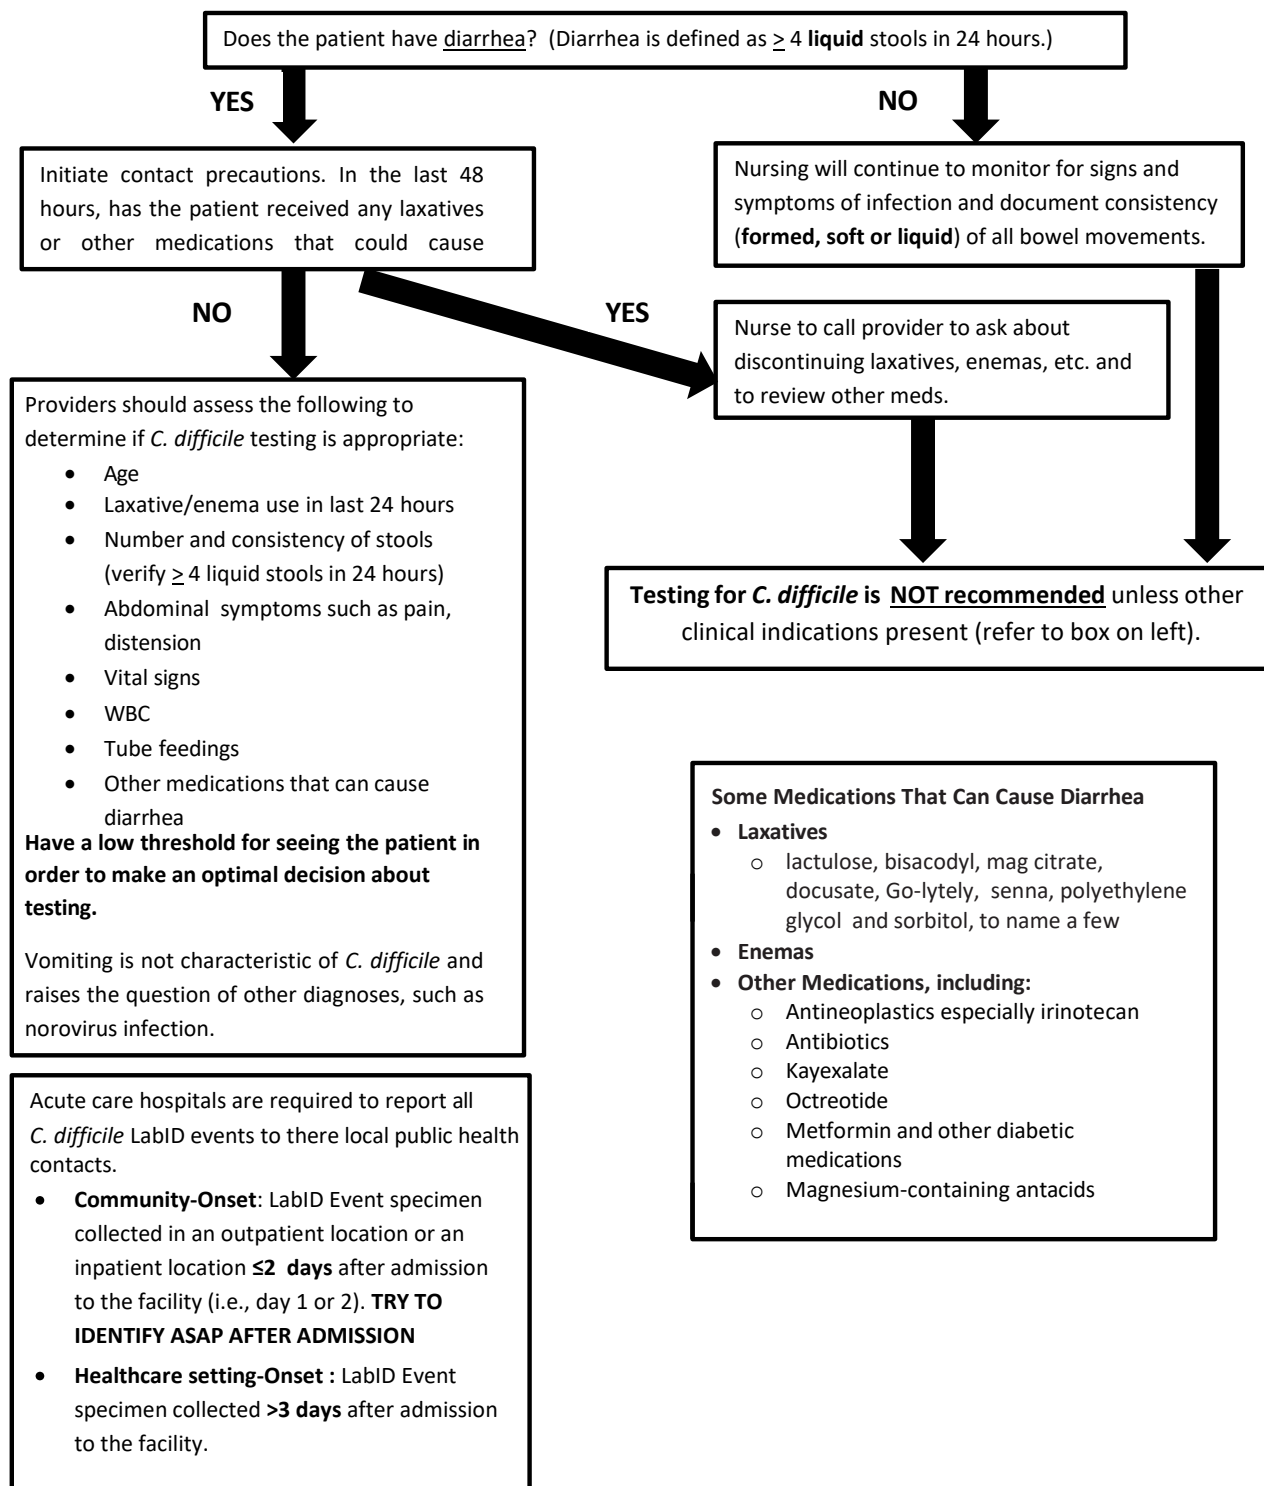 Does the patient have diarrhea? (Diarrhea is defined as ≥ 4 liquid stools in 24 hours.)
YES
NO
Initiate contact precautions. In the last 48
hours, has the patient received any laxatives
or other medications that could cause
Nursing will continue to monitor for signs and
symptoms of infection and document consistency
(formed, soft or liquid) of all bowel movements.
NO
YES
Nurse to call provider to ask about
discontinuing laxatives, enemas, etc. and
to review other meds.
Providers should assess the following to
determine if C. difficile testing is appropriate:
• Age
• Laxative/enema use in last 24 hours
• Number and consistency of stools
(verify ≥ 4 liquid stools in 24 hours)
• Abdominal symptoms such as pain,
distension
• Vital signs
• WBC
• Tube feedings
• Other medications that can cause
diarrhea
Have a low threshold for seeing the patient in
order to make an optimal decision about
testing.
Vomiting is not characteristic of C. difficile and
raises the question of other diagnoses, such as
norovirus infection.
Testing for C. difficile is NOT recommended unless other
clinical indications present (refer to box on left).
Some Medications That Can Cause Diarrhea
• Laxatives
o lactulose, bisacodyl, mag citrate,
docusate, Go-lytely, senna, polyethylene
glycol and sorbitol, to name a few
• Enemas
• Other Medications, including:
o Antineoplastics especially irinotecan
o Antibiotics
o Kayexalate
o Octreotide
o Metformin and other diabetic
medications
o Magnesium-containing antacids
Acute care hospitals are required to report all
C. difficile LabID events to there local public health
contacts.
• Community-Onset: LabID Event specimen
collected in an outpatient location or an
inpatient location ≤2 days after admission
to the facility (i.e., day 1 or 2). TRY TO
IDENTIFY ASAP AFTER ADMISSION
• Healthcare setting-Onset : LabID Event
specimen collected >3 days after admission
to the facility.